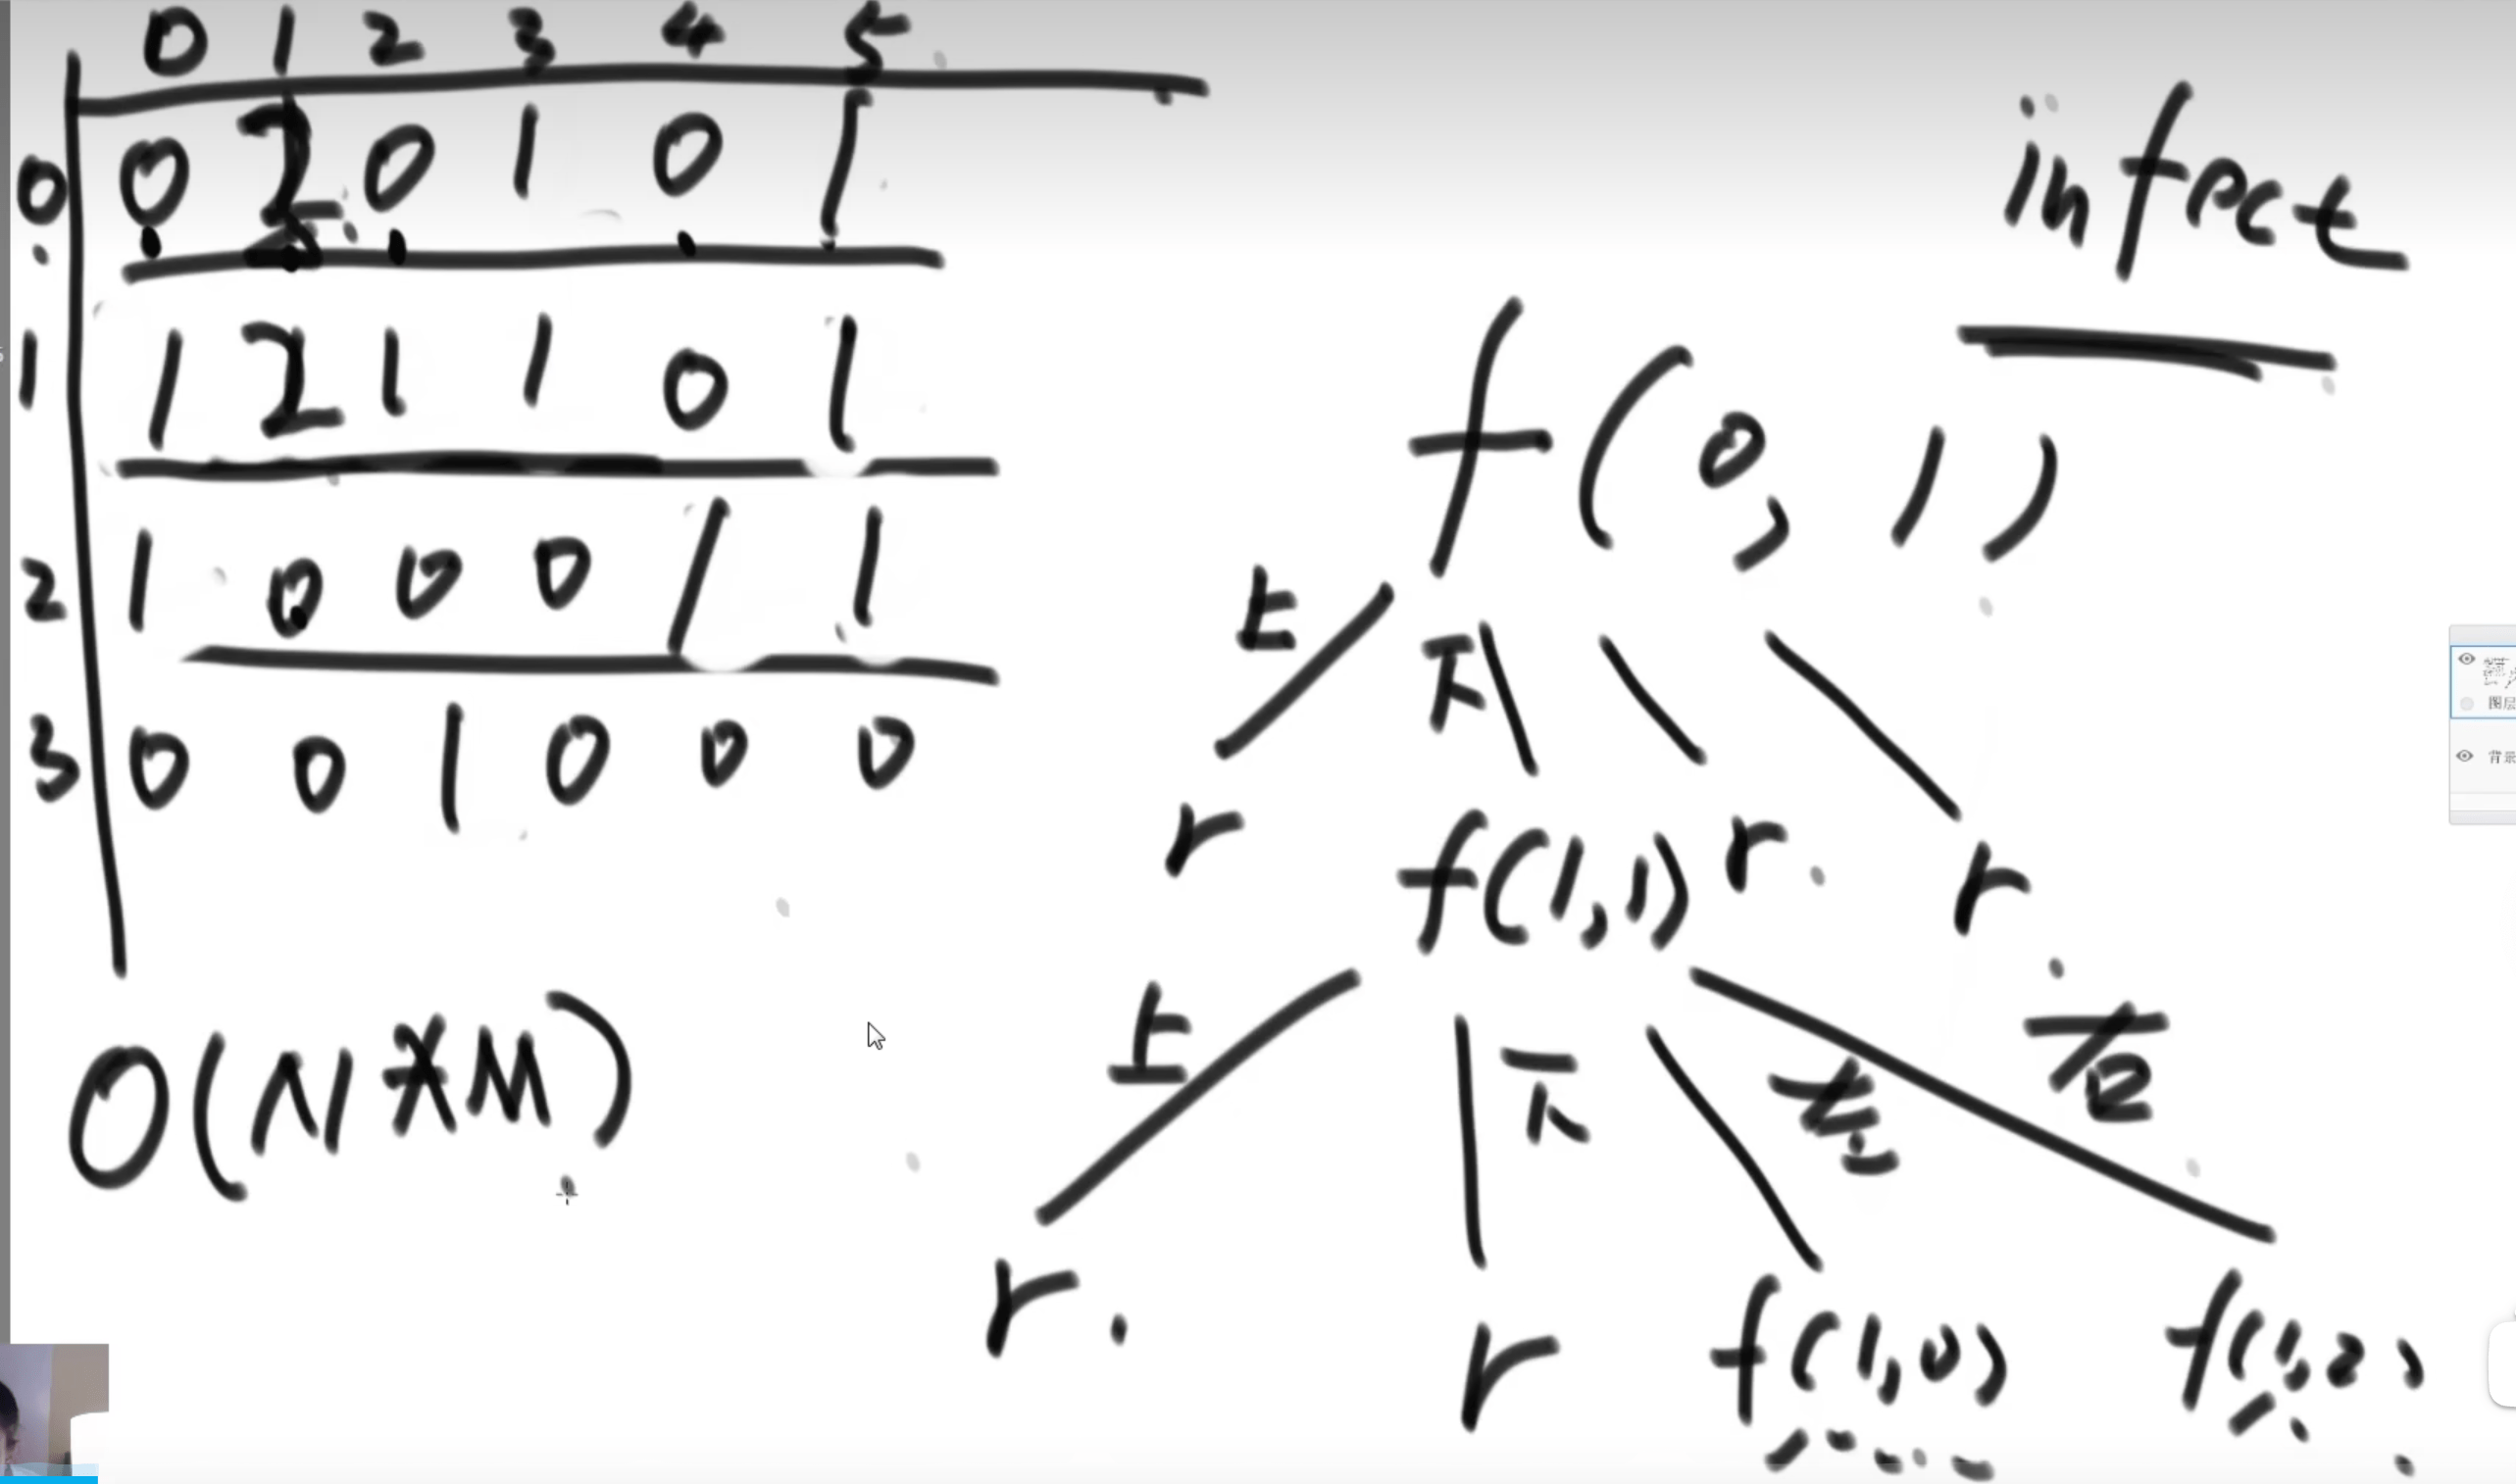 0 1 2 3 4 5
0 0 2 0 1 0 1
1 1 2 1 1 0 1
2 1 0 0 0 1 1
3 0 0 1 0 0 0
O(N*M)
infect
f(0,1)
上 下
r f(1,1) r. r.
上 下 左 右
r. r f(1,0) f(1,2)
图层
背景